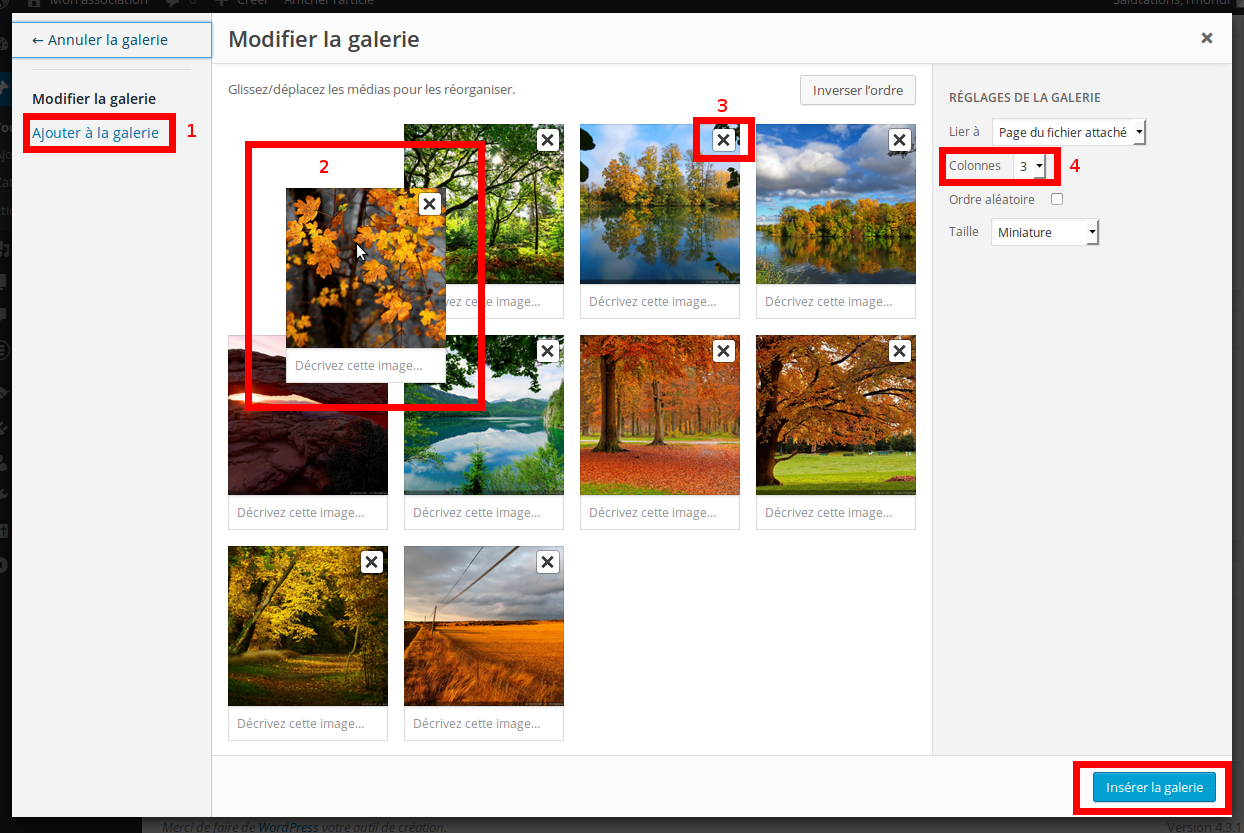 Mon association
0
Créer
Afficher l'article
Salutations, rmondi
← Annuler la galerie
Modifier la galerie
Modifier la galerie
Ajouter à la galerie
1
Glissez/déplacez les médias pour les réorganiser.
Inverser l'ordre
2
3
Décrivez cette image...
vez cette image...
Décrivez cette image...
Décrivez cette image...
Décrivez cette image...
Décrivez cette image...
Décrivez cette image...
Décrivez cette image...
Décrivez cette image...
Décrivez cette image...
RÉGLAGES DE LA GALERIE
Lier à
Page du fichier attaché
Colonnes
3
4
Ordre aléatoire
Taille
Miniature
Insérer la galerie
Merci de faire de WordPress votre outil de création.
Version 4.3.1